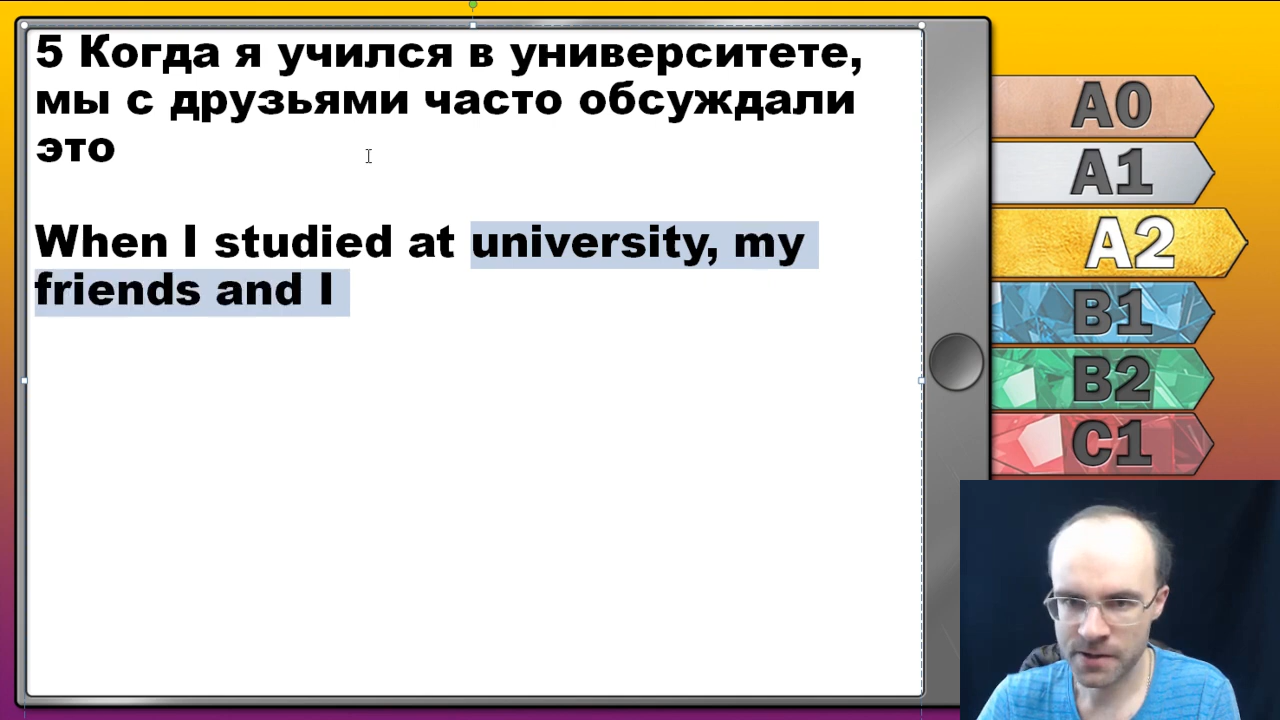 5 Когда я учился в университете,
мы с друзьями часто обсуждали
это
When I studied at university, my
friends and I
A0
A1
A2
B1
B2
C1